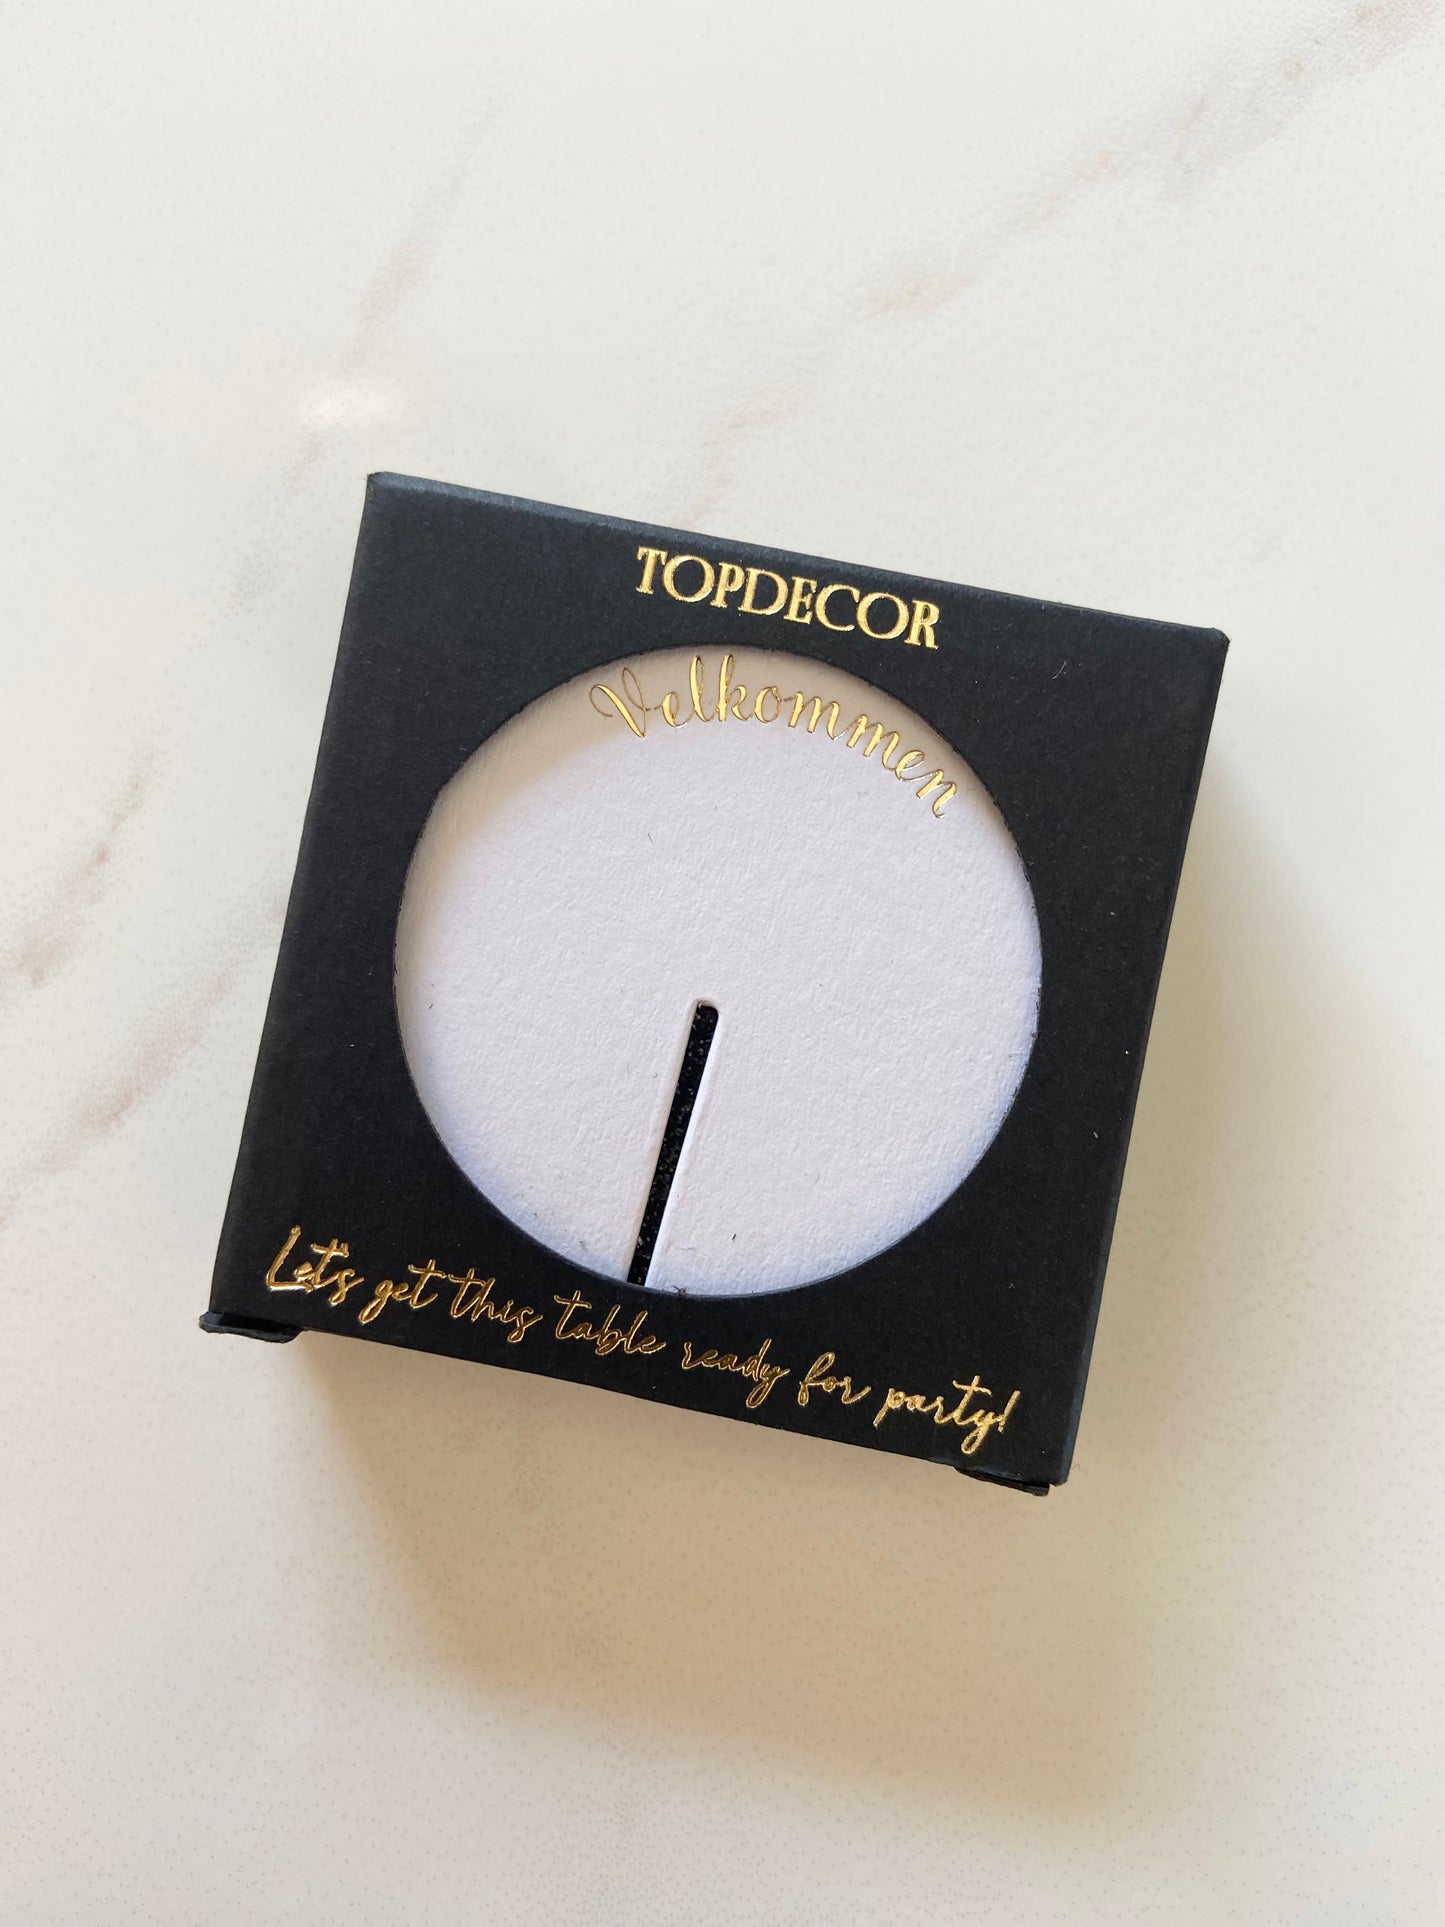 TOPDECOR
Velkommen
Let's get this table ready for party!